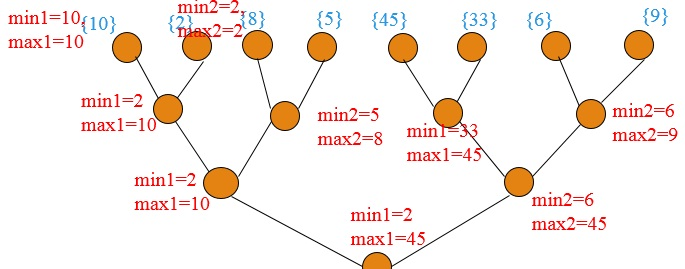 min1=10,
max1=10
{10}
{2}
min2=2,
max2=2
{8}
{5}
{45}
{33}
{6}
{9}
min1=2
max1=10
min2=5
max2=8
min1=33
max1=45
min2=6
max2=9
min1=2
max1=10
min2=6
max2=45
min1=2
max1=45